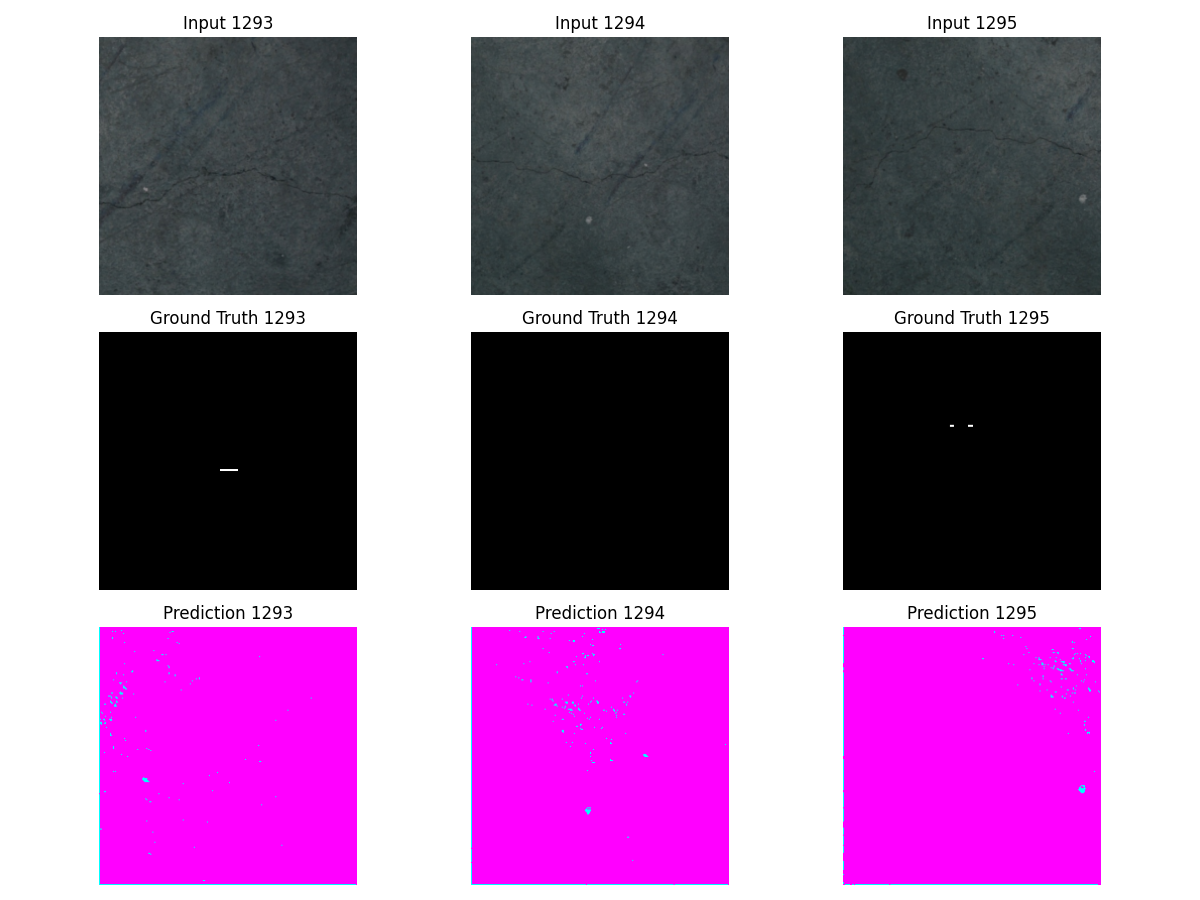 Input 1293
Input 1294
Input 1295
Ground Truth 1293
Ground Truth 1294
Ground Truth 1295
Prediction 1293
Prediction 1294
Prediction 1295